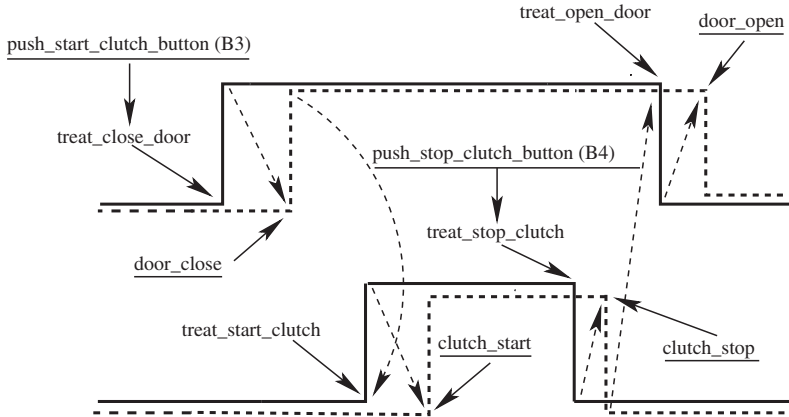 treat_open_door
door_open
push_start_clutch_button (B3)
treat_close_door
push_stop_clutch_button (B4)
treat_stop_clutch
door_close
treat_start_clutch
clutch_start
clutch_stop